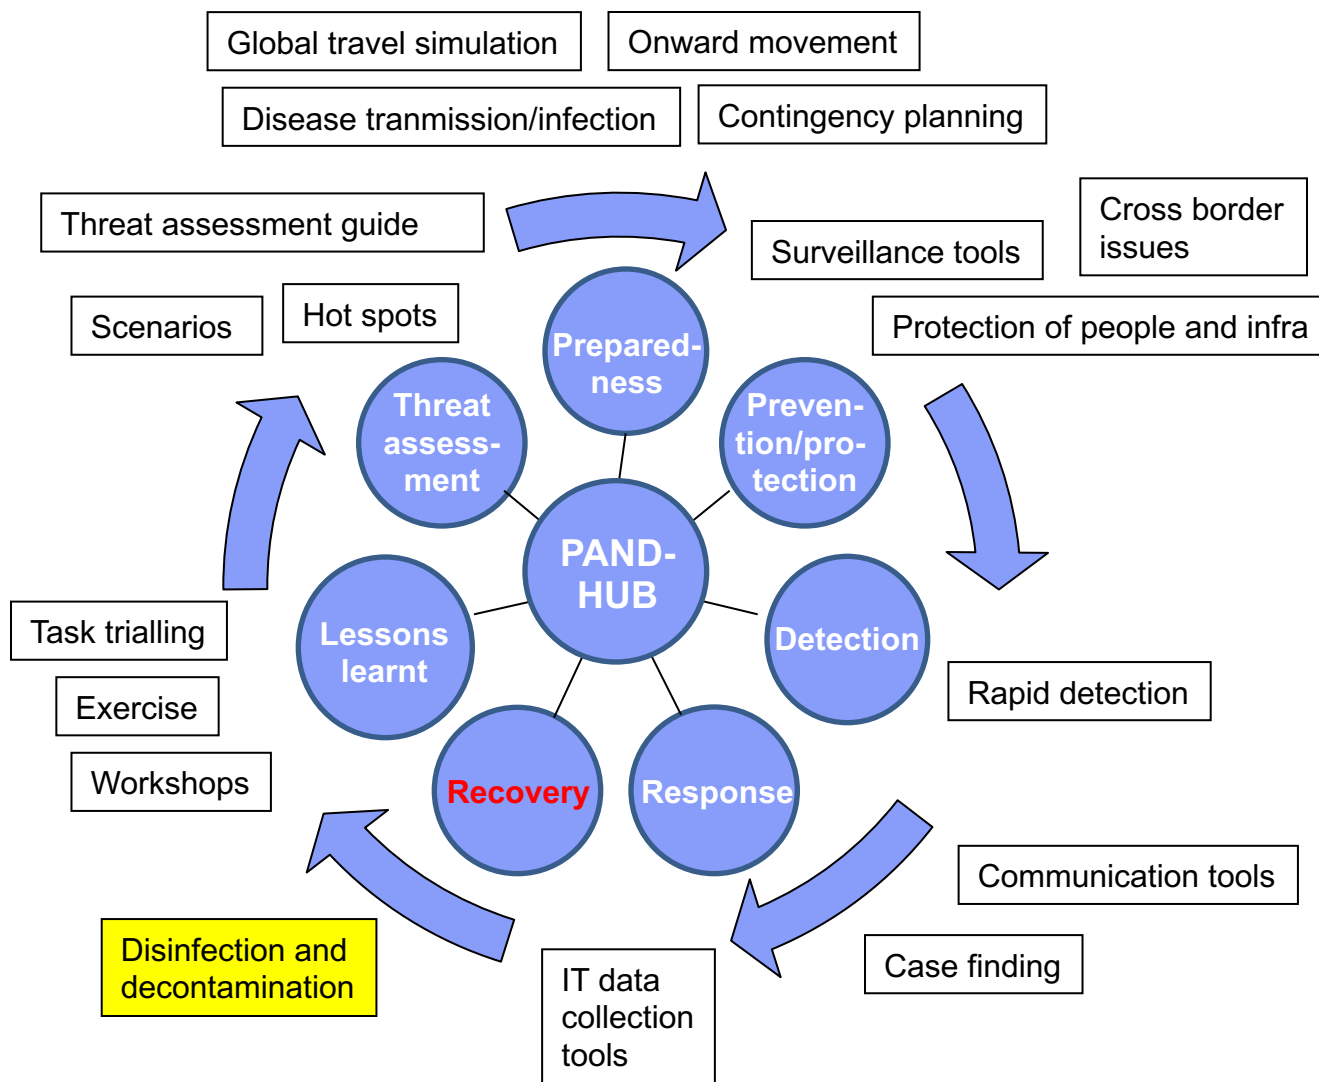 Global travel simulation
Onward movement
Disease tranmission/infection
Contingency planning
Threat assessment guide
Surveillance tools
Cross border
issues
Scenarios
Hot spots
Protection of people and infra
Prepared-
ness
Threat
assess-
ment
Preven-
tion/pro-
tection
PAND-
HUB
Lessons
learnt
Detection
Task trialling
Exercise
Workshops
Rapid detection
Recovery
Response
Communication tools
Case finding
Disinfection and
decontamination
IT data
collection
tools